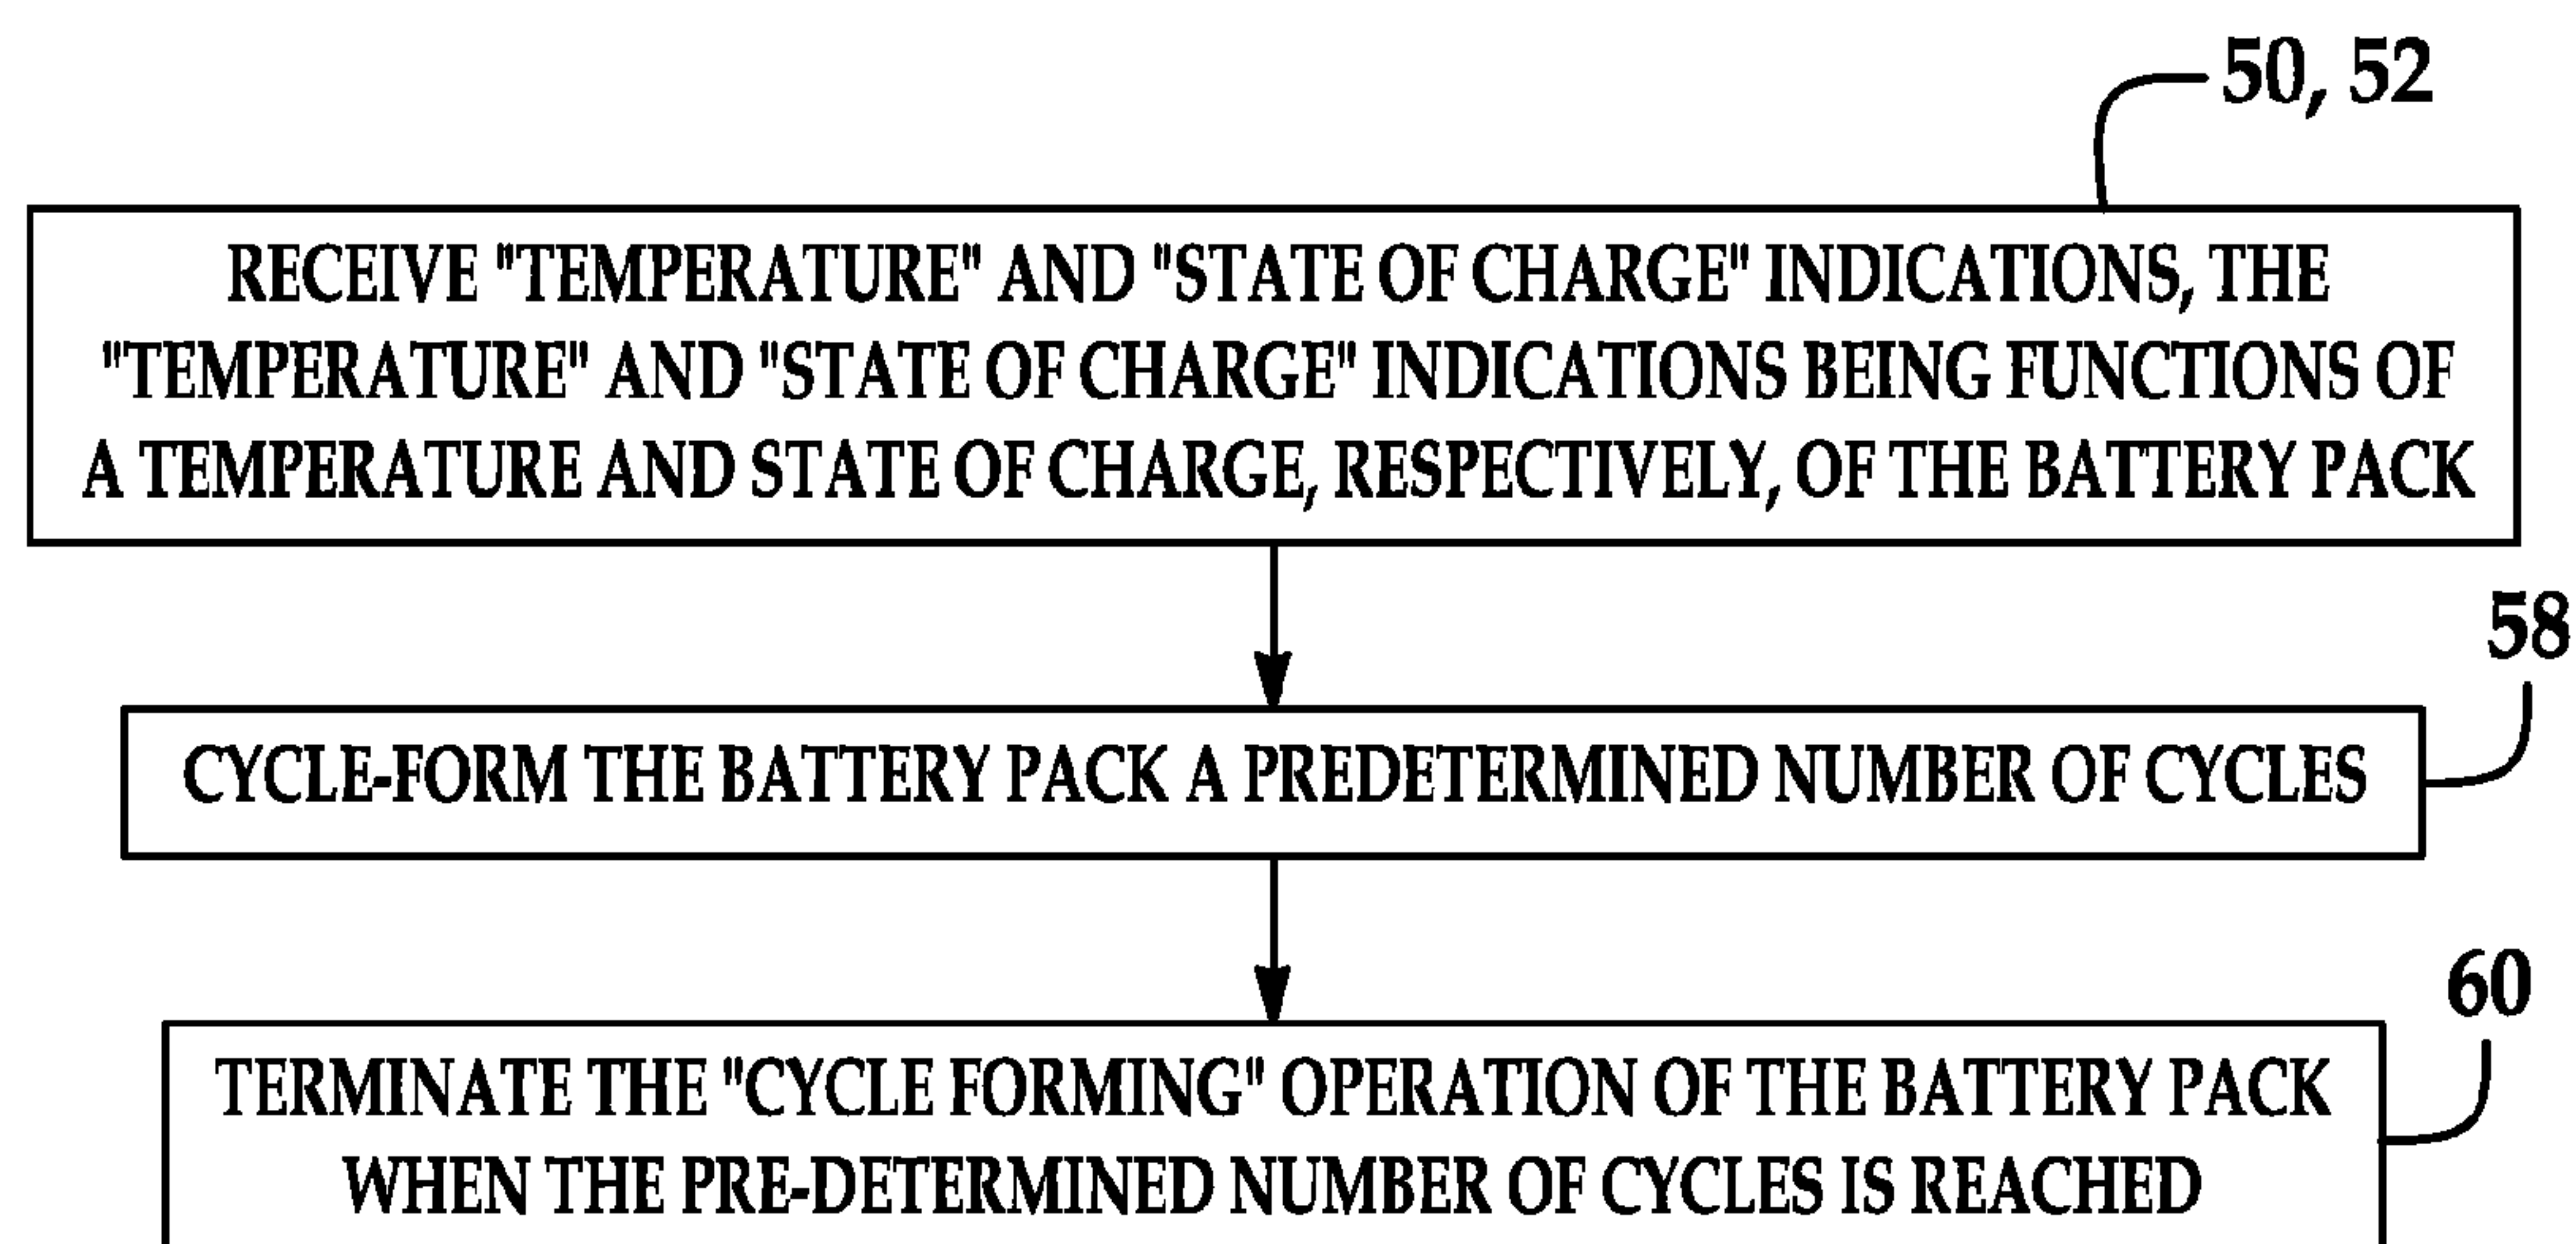 50, 52
RECEIVE "TEMPERATURE" AND "STATE OF CHARGE" INDICATIONS, THE
"TEMPERATURE" AND "STATE OF CHARGE" INDICATIONS BEING FUNCTIONS OF
A TEMPERATURE AND STATE OF CHARGE, RESPECTIVELY, OF THE BATTERY PACK
58
CYCLE-FORM THE BATTERY PACK A PREDETERMINED NUMBER OF CYCLES
60
TERMINATE THE "CYCLE FORMING" OPERATION OF THE BATTERY PACK
WHEN THE PRE-DETERMINED NUMBER OF CYCLES IS REACHED